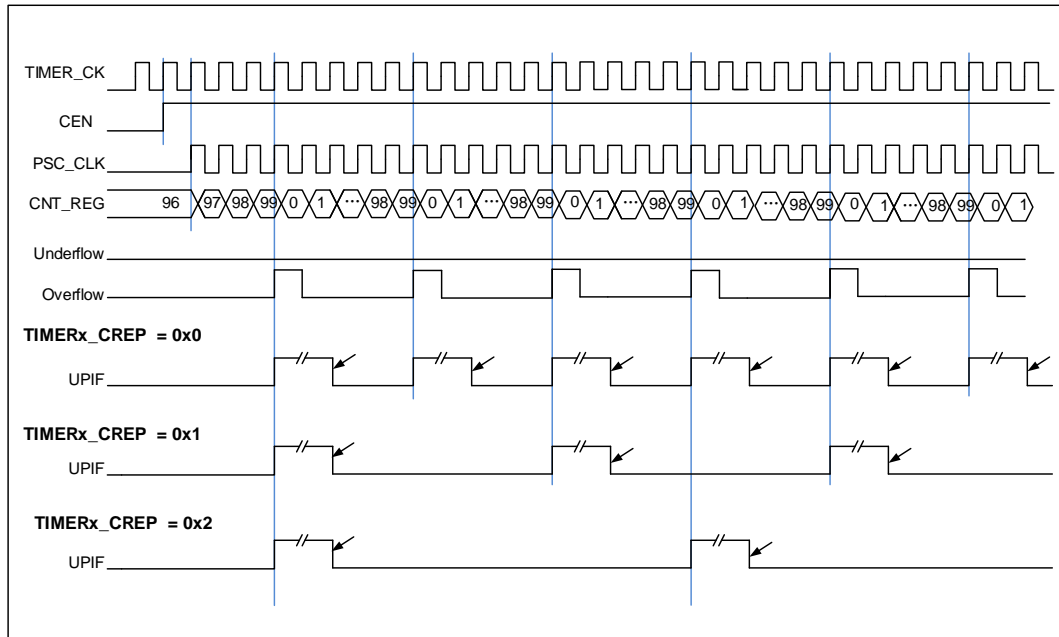 TIMER_CK
CEN
PSC_CLK
CNT_REG 96 97 98 99 0 1 ... 98 99 0 1 ... 98 99 0 1 ... 98 99 0 1 ... 98 99 0 1 ... 98 99 0 1
Underflow
Overflow
TIMERx_CREP = 0x0
UPIF
TIMERx_CREP = 0x1
UPIF
TIMERx_CREP = 0x2
UPIF